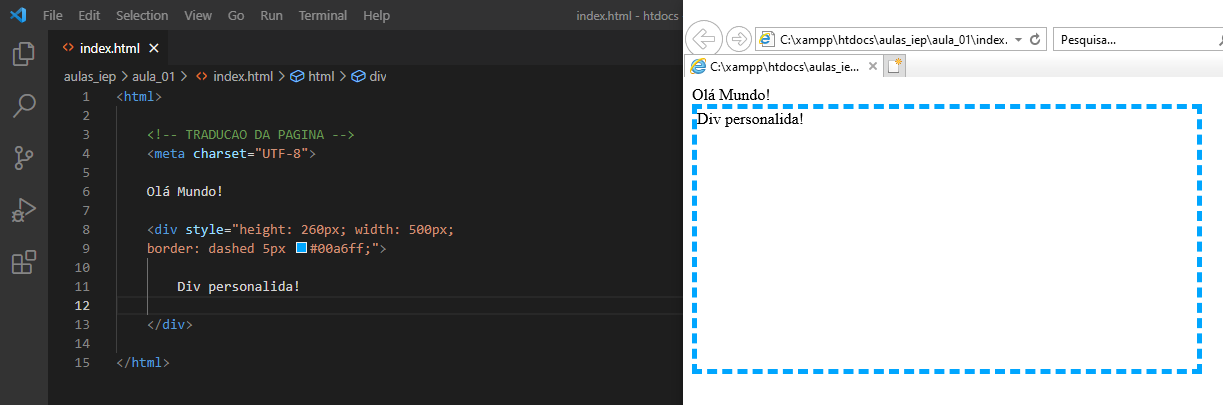 File Edit Selection View Go Run Terminal Help index.html - htdocs
index.html
aulas_iep > aula_01 > index.html > html > div
1 <html>
2
3 <!-- TRADUCAO DA PAGINA -->
4 <meta charset="UTF-8">
5
6 Olá Mundo!
7
8 <div style="height: 260px; width: 500px;
9 border: dashed 5px #00a6ff;">
10
11 Div personalida!
12
13 </div>
14
15 </html>
C:\xampp\htdocs\aulas_iep\aula_01\index. Pesquisa...
C:\xampp\htdocs\aulas_ie...
Olá Mundo!
Div personalida!